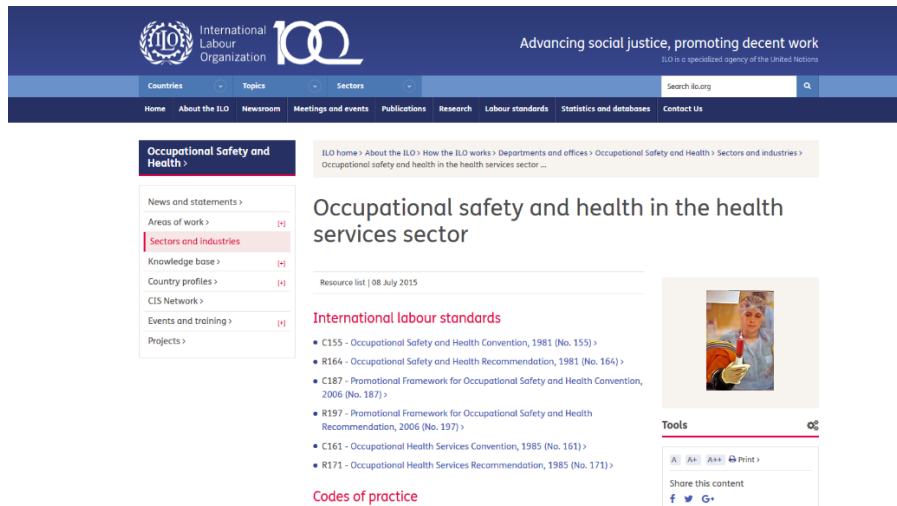 International
Labour
Organization
100
Advancing social justice, promoting decent work
ILO is a specialized agency of the United Nations
Countries Topics Sectors Search ilo.org
Home About the ILO Newsroom Meetings and events Publications Research Labour standards Statistics and databases Contact Us
Occupational Safety and
Health >
ILO home > About the ILO > How the ILO works > Departments and offices > Occupational Safety and Health > Sectors and industries >
Occupational safety and health in the health services sector ...
News and statements >
Areas of work > [+]
Sectors and industries
Knowledge base > [+]
Country profiles > [+]
CIS Network >
Events and training > [+]
Projects >
Occupational safety and health in the health
services sector
Resource list | 08 July 2015
International labour standards
• C155 - Occupational Safety and Health Convention, 1981 (No. 155) >
• R164 - Occupational Safety and Health Recommendation, 1981 (No. 164) >
• C187 - Promotional Framework for Occupational Safety and Health Convention,
2006 (No. 187) >
• R197 - Promotional Framework for Occupational Safety and Health
Recommendation, 2006 (No. 197) >
• C161 - Occupational Health Services Convention, 1985 (No. 161) >
• R171 - Occupational Health Services Recommendation, 1985 (No. 171) >
Codes of practice
Tools
A A+ A++ Print >
Share this content
f G+